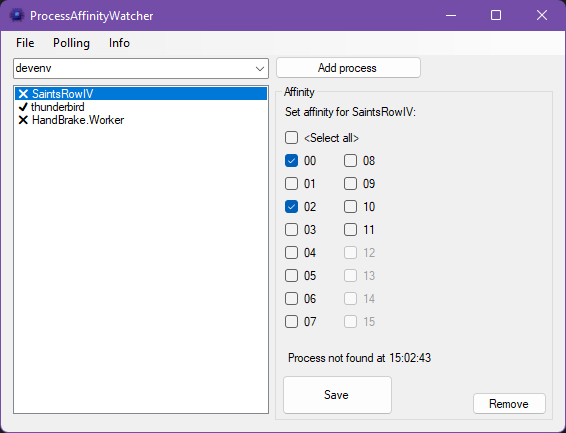 ProcessAffinityWatcher
File Polling Info
devenv
Add process
SaintsRowIV
thunderbird
HandBrake.Worker
Affinity
Set affinity for SaintsRowIV:
<Select all>
00 08
01 09
02 10
03 11
04 12
05 13
06 14
07 15
Process not found at 15:02:43
Save
Remove